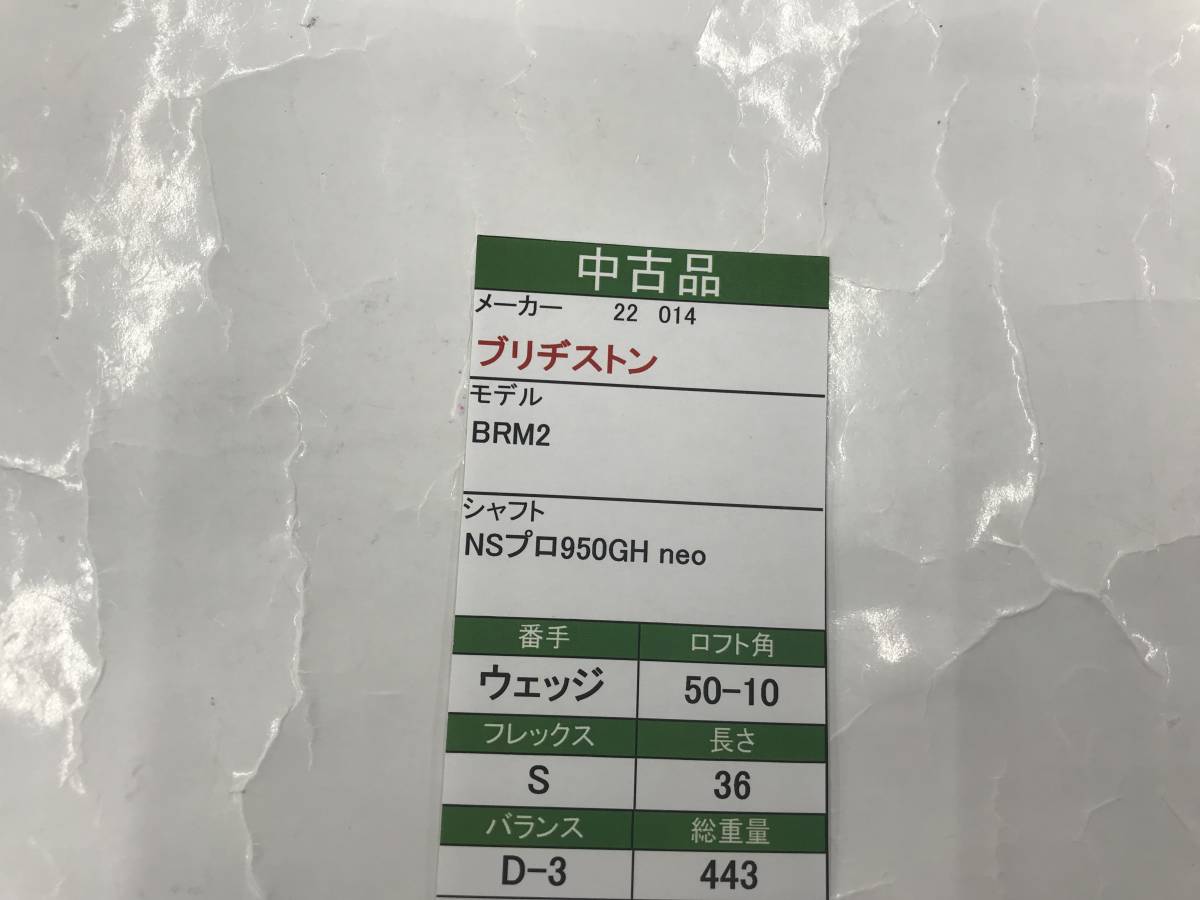 中古品
メーカー 22 014
ブリヂストン
モデル
BRM2
シャフト
NSプロ950GH neo
番手 ロフト角
ウェッジ 50-10
フレックス 長さ
S 36
バランス 総重量
D-3 443